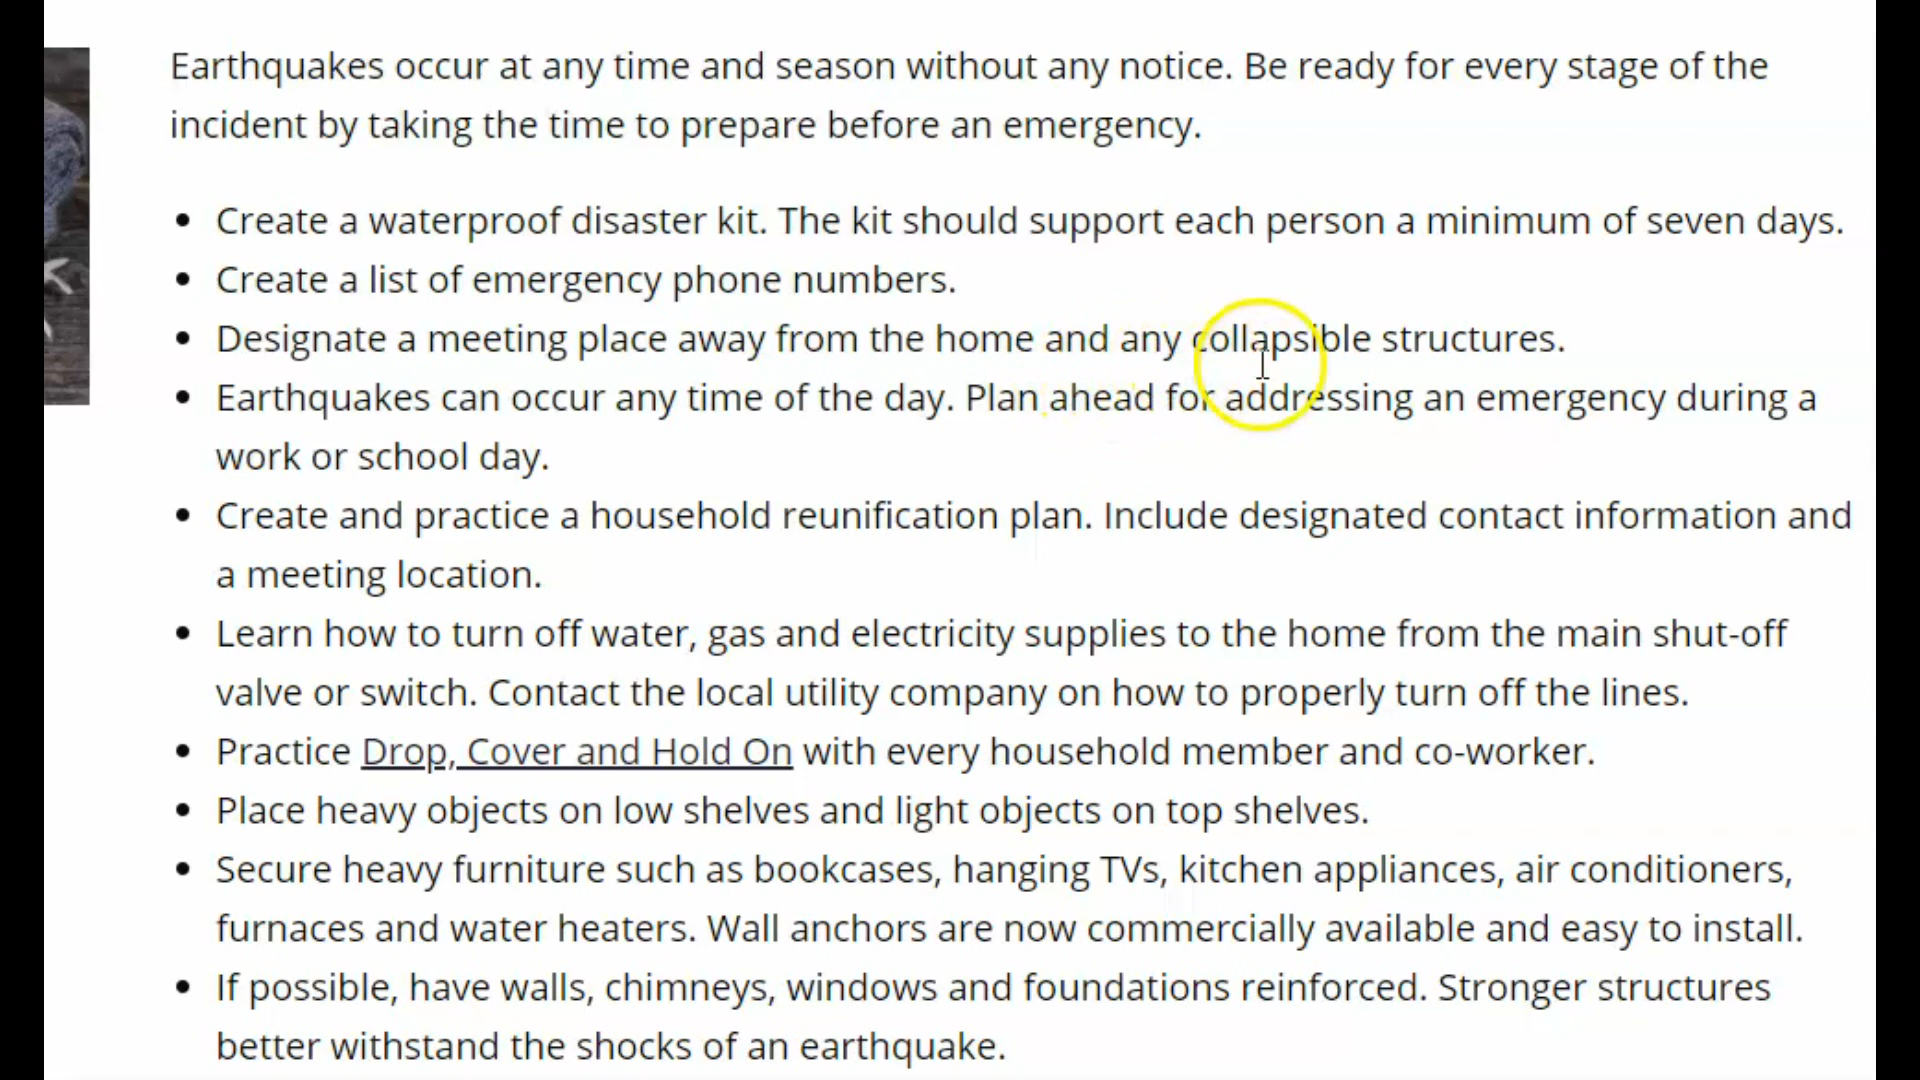 Earthquakes occur at any time and season without any notice. Be ready for every stage of the
incident by taking the time to prepare before an emergency.
Create a waterproof disaster kit. The kit should support each person a minimum of seven days.
Create a list of emergency phone numbers.
Designate a meeting place away from the home and any collapsible structures.
Earthquakes can occur any time of the day. Plan ahead for addressing an emergency during a
work or school day.
Create and practice a household reunification plan. Include designated contact information and
a meeting location.
Learn how to turn off water, gas and electricity supplies to the home from the main shut-off
valve or switch. Contact the local utility company on how to properly turn off the lines.
Practice Drop, Cover and Hold On with every household member and co-worker.
Place heavy objects on low shelves and light objects on top shelves.
Secure heavy furniture such as bookcases, hanging TVs, kitchen appliances, air conditioners,
furnaces and water heaters. Wall anchors are now commercially available and easy to install.
If possible, have walls, chimneys, windows and foundations reinforced. Stronger structures
better withstand the shocks of an earthquake.